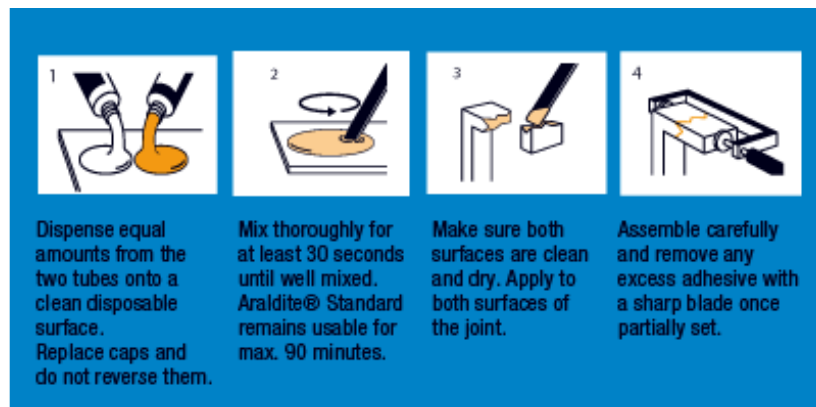 1
Dispense equal
amounts from the
two tubes onto a
clean disposable
surface.
Replace caps and
do not reverse them.
2
Mix thoroughly for
at least 30 seconds
until well mixed.
Araldite® Standard
remains usable for
max. 90 minutes.
3
Make sure both
surfaces are clean
and dry. Apply to
both surfaces of
the joint.
4
Assemble carefully
and remove any
excess adhesive with
a sharp blade once
partially set.